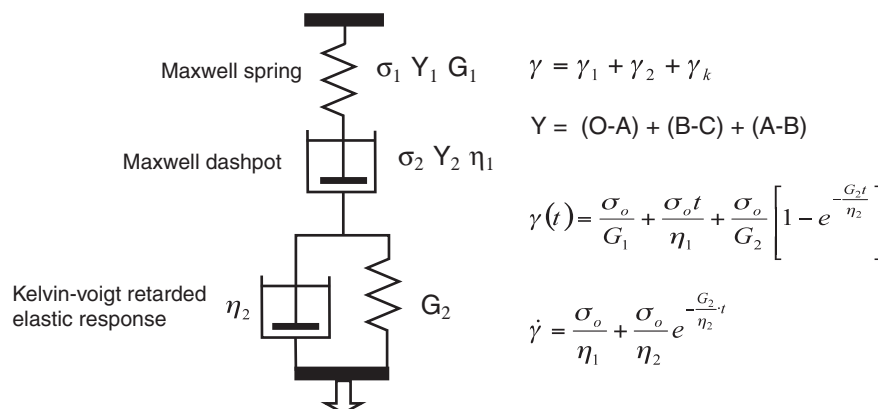 Maxwell spring
σ₁ Y₁ G₁
γ = γ₁ + γ₂ + γₖ
Y = (O-A) + (B-C) + (A-B)
Maxwell dashpot
σ₂ Y₂ η₁
γ(t) = σₒ/G₁ + σₒt/η₁ + σₒ/G₂ [1 − e^(−G₂t/η₂)]
Kelvin-voigt retarded
elastic response
η₂
G₂
γ̇ = σₒ/η₁ + σₒ/η₂ e^(−G₂/η₂·t)